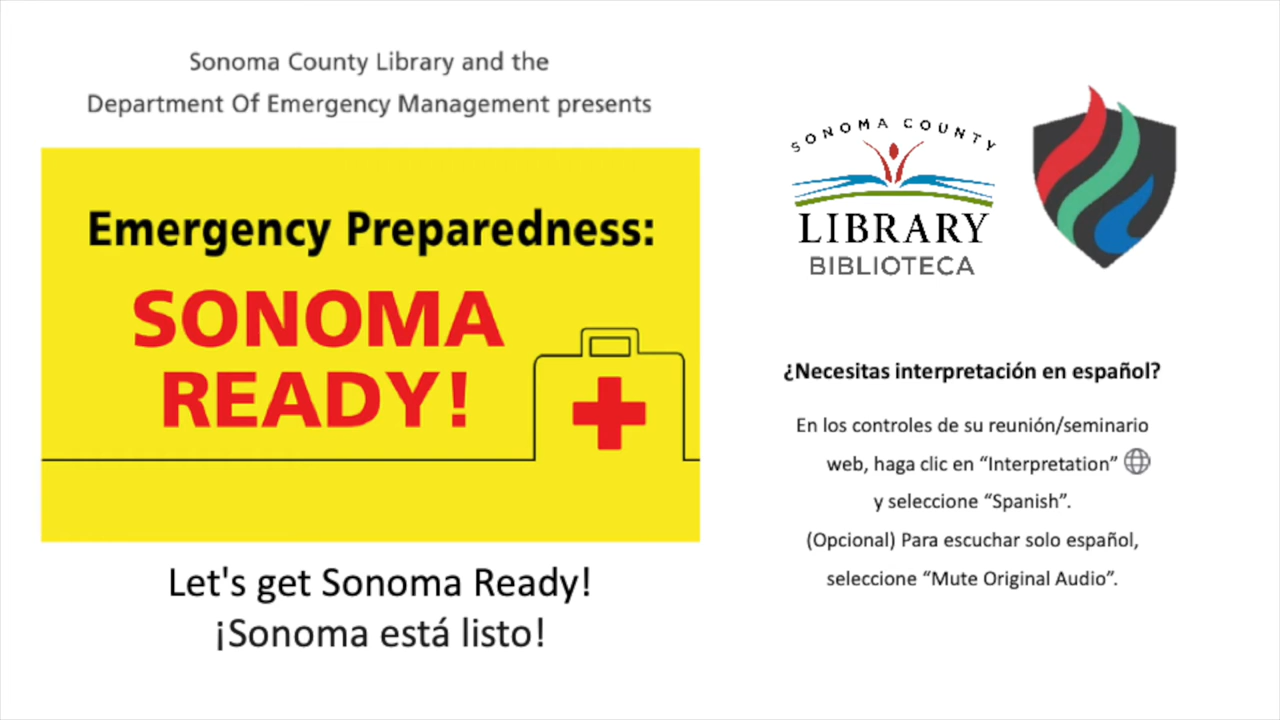 Sonoma County Library and the
Department Of Emergency Management presents
Emergency Preparedness:
SONOMA
READY!
Let's get Sonoma Ready!
¡Sonoma está listo!
SONOMA COUNTY
LIBRARY
BIBLIOTECA
¿Necesitas interpretación en español?
En los controles de su reunión/seminario
web, haga clic en “Interpretation”
y seleccione “Spanish”.
(Opcional) Para escuchar solo español,
seleccione “Mute Original Audio”.